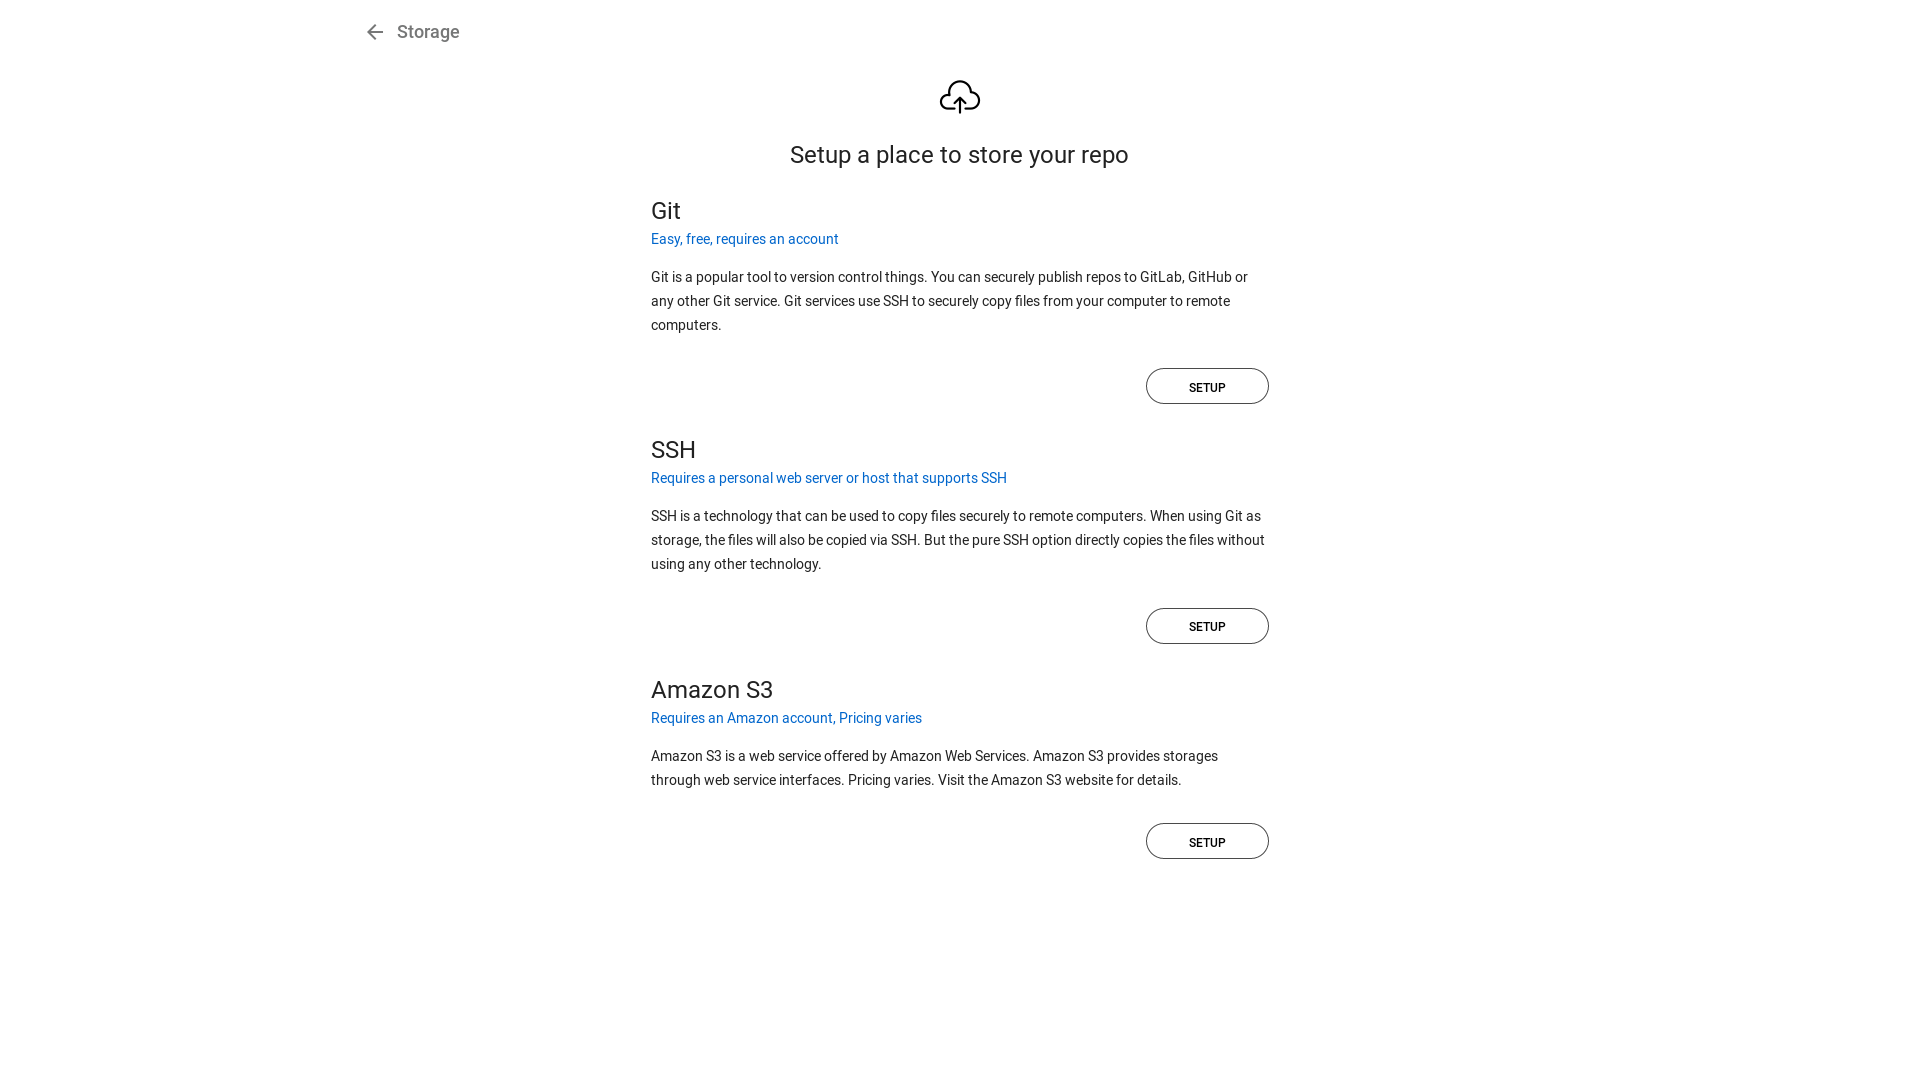 Storage
Setup a place to store your repo
Git
Easy, free, requires an account
Git is a popular tool to version control things. You can securely publish repos to GitLab, GitHub or
any other Git service. Git services use SSH to securely copy files from your computer to remote
computers.
SETUP
SSH
Requires a personal web server or host that supports SSH
SSH is a technology that can be used to copy files securely to remote computers. When using Git as
storage, the files will also be copied via SSH. But the pure SSH option directly copies the files without
using any other technology.
SETUP
Amazon S3
Requires an Amazon account, Pricing varies
Amazon S3 is a web service offered by Amazon Web Services. Amazon S3 provides storages
through web service interfaces. Pricing varies. Visit the Amazon S3 website for details.
SETUP